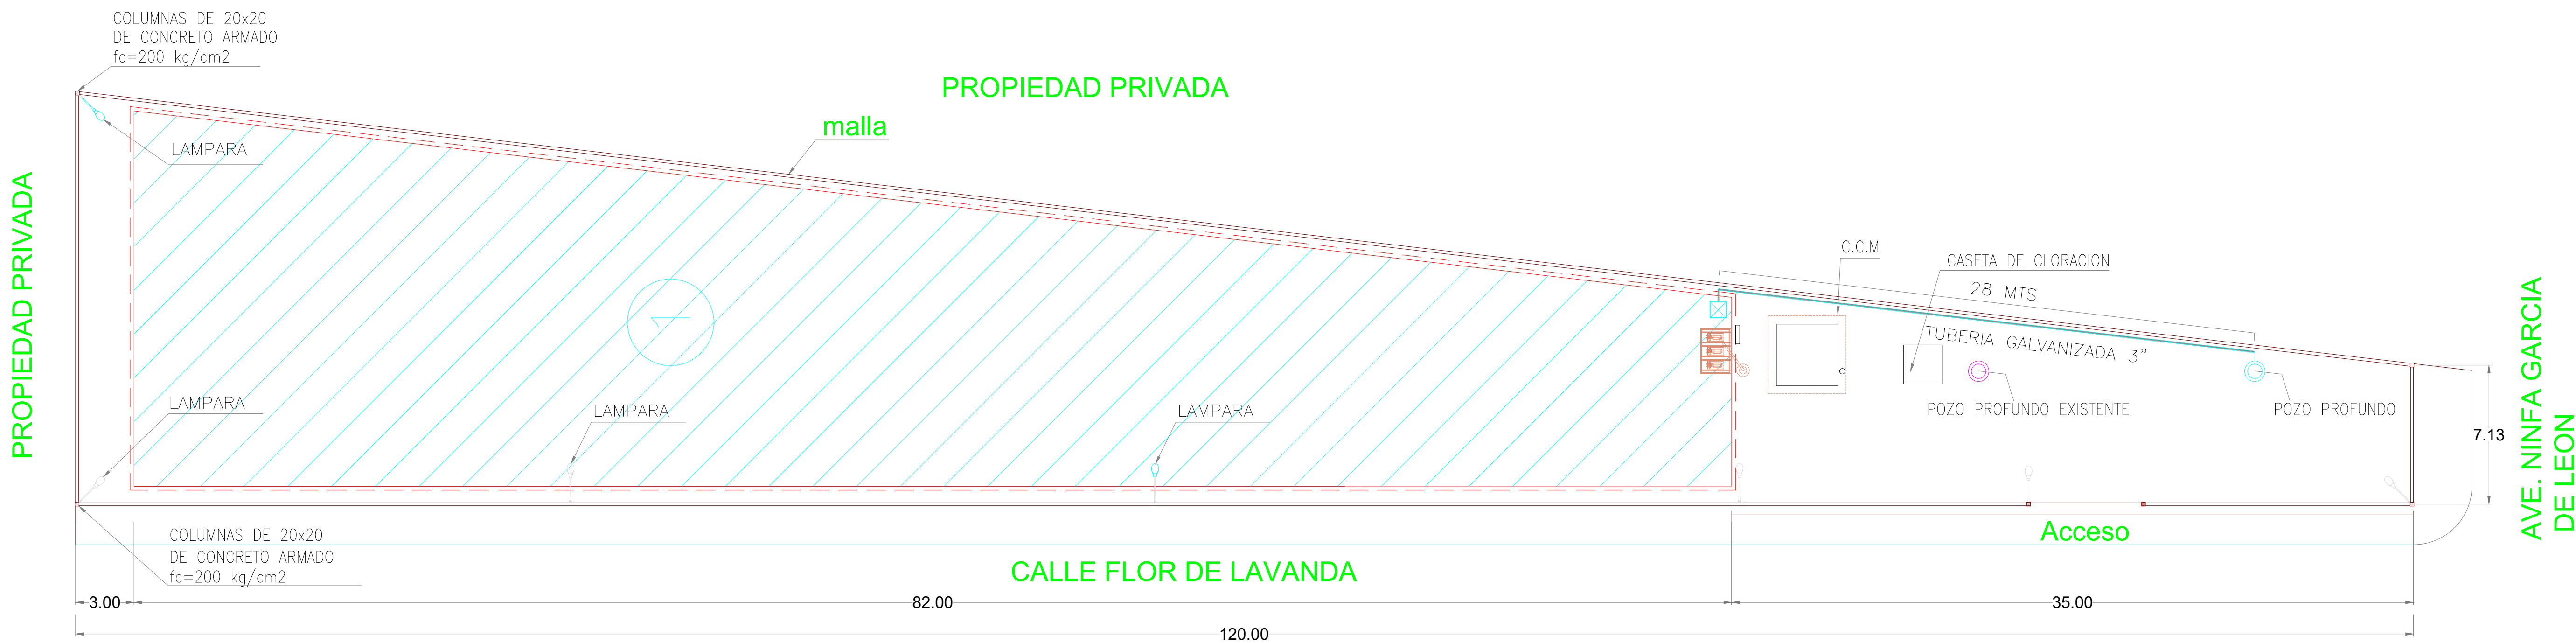 COLUMNAS DE 20x20
DE CONCRETO ARMADO
fc=200 kg/cm2
PROPIEDAD PRIVADA
malla
LAMPARA
PROPIEDAD PRIVADA
C.C.M
CASETA DE CLORACION
28 MTS
TUBERIA GALVANIZADA 3"
1
LAMPARA
LAMPARA
LAMPARA
POZO PROFUNDO EXISTENTE
POZO PROFUNDO
7.13
AVE. NINFA GARCIA
DE LEON
COLUMNAS DE 20x20
DE CONCRETO ARMADO
fc=200 kg/cm2
Acceso
CALLE FLOR DE LAVANDA
3.00
82.00
35.00
120.00